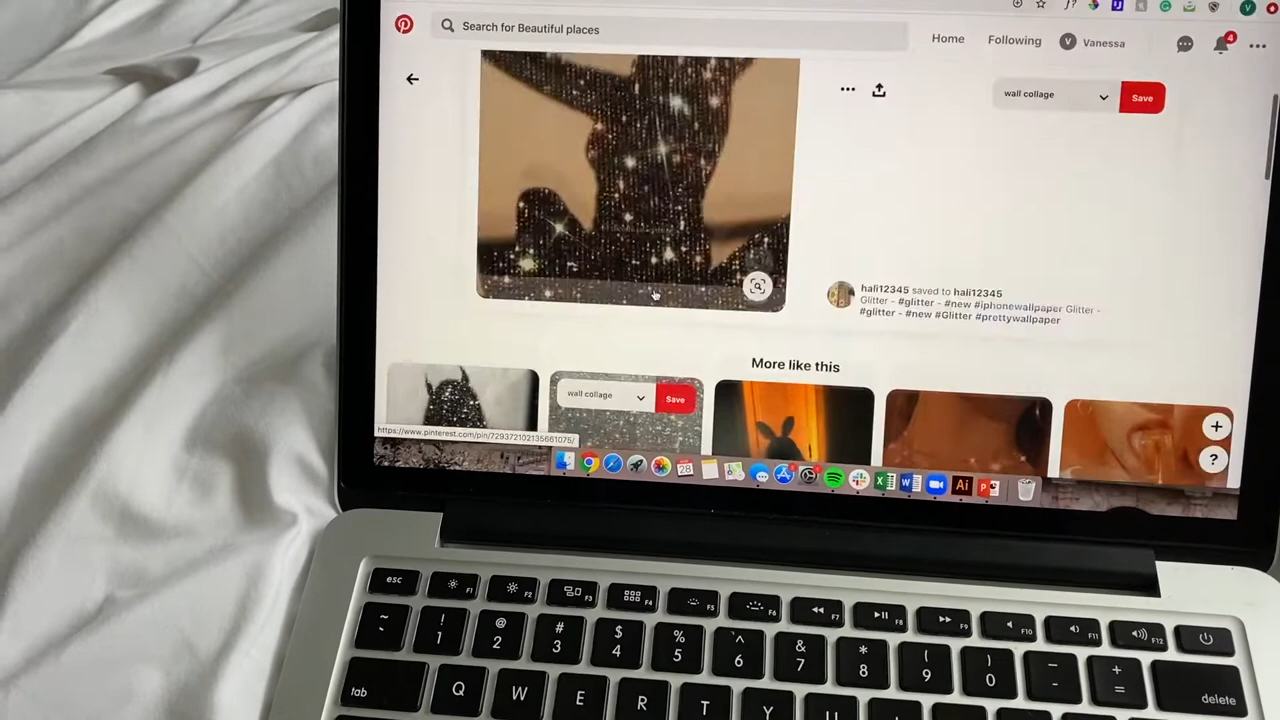 Search for Beautiful places
Home
Following
V
Vanessa
4
wall collage
Save
hali12345 saved to hali12345
Glitter - #glitter - #new #iphonewallpaper Glitter -
#glitter - #new #Glitter #prettywallpaper
More like this
wall collage
Save
https://www.pinterest.com/pin/729372102135661075/
+
?
28
Ai
esc
F1
F2
F3
F4
F5
F6
F7
F8
F9
F10
F11
F12
~
!
1
@
2
#
3
$
4
%
5
^
6
&
7
*
8
(
9
)
0
-
+
=
delete
tab
Q
W
E
R
T
Y
U